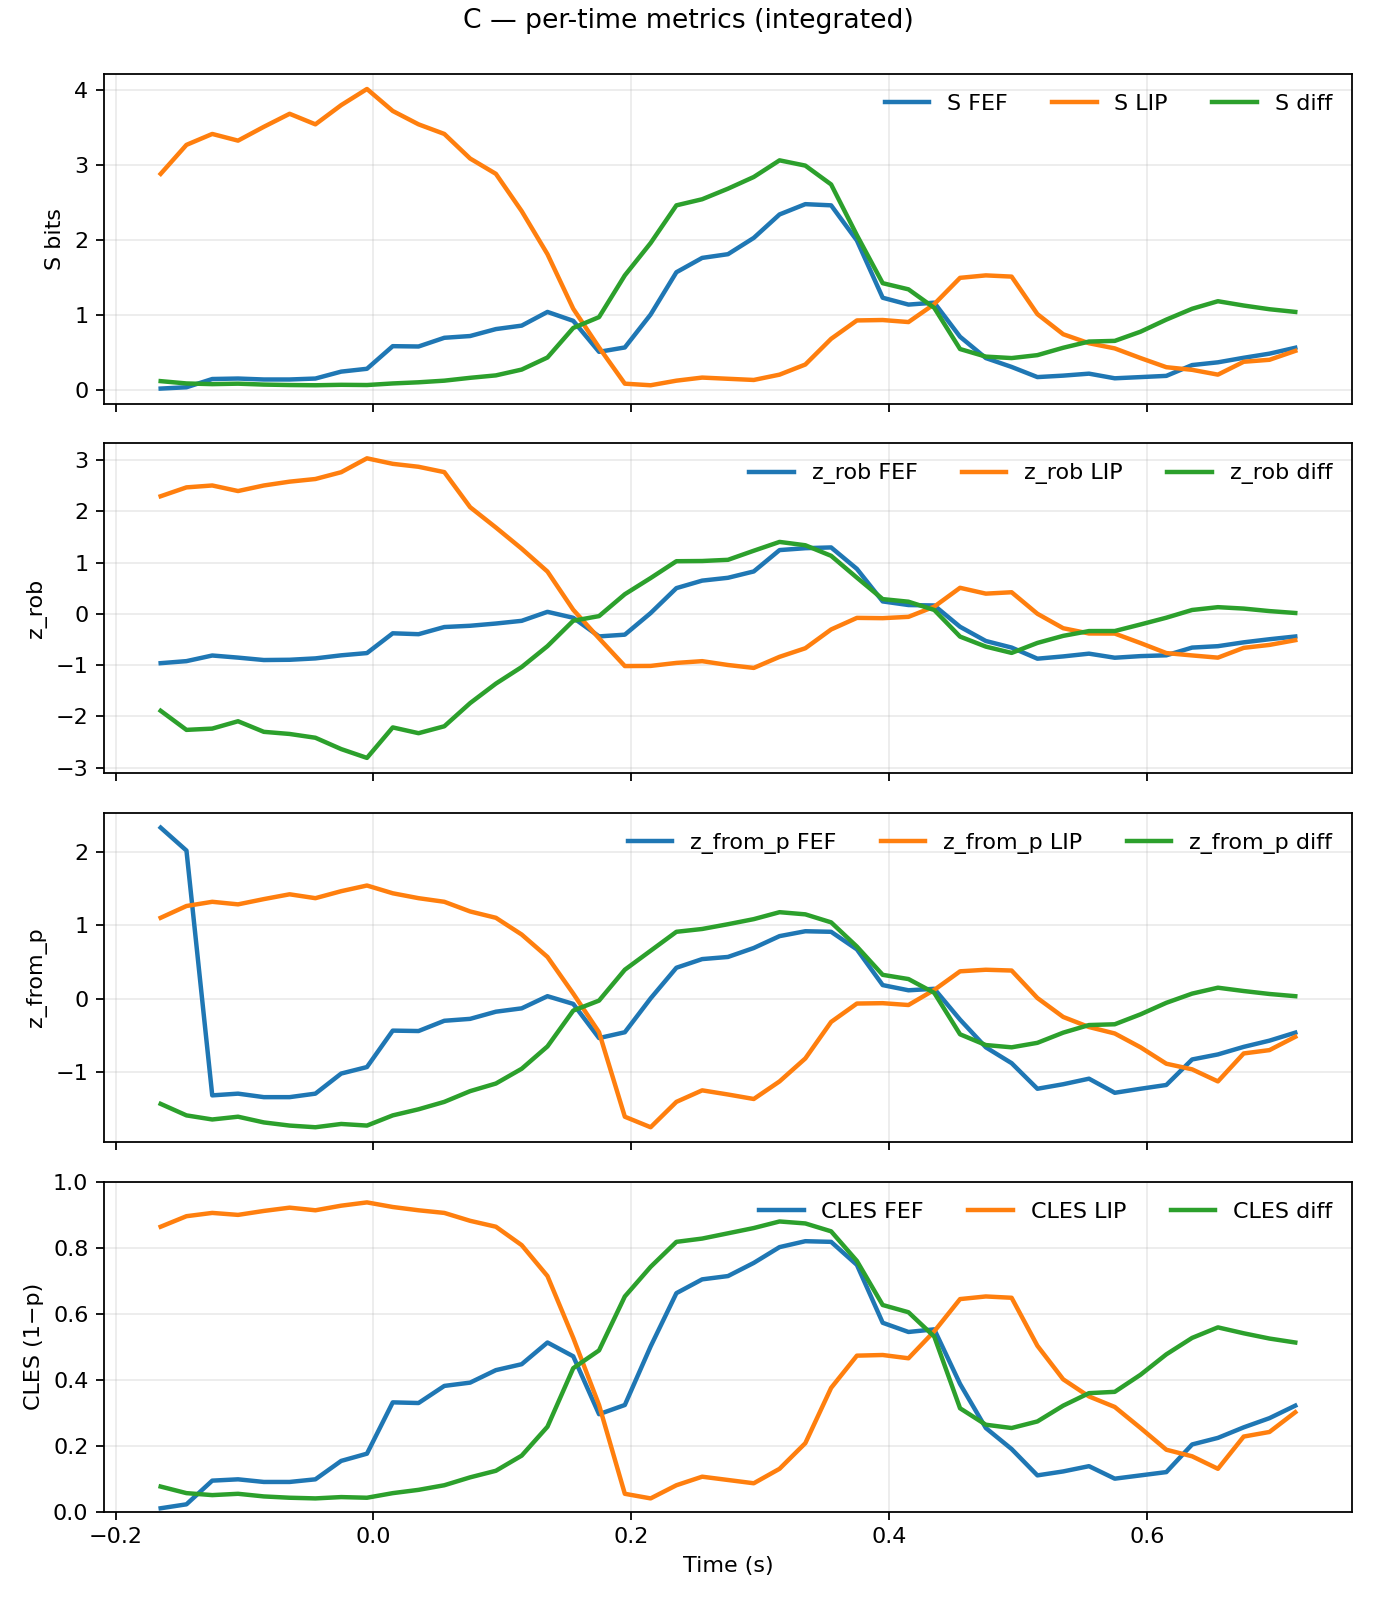 C — per-time metrics (integrated)
S FEF S LIP S diff
4
3
2
1
0
S bits
z_rob FEF z_rob LIP z_rob diff
3
2
1
0
−1
−2
−3
z_rob
z_from_p FEF z_from_p LIP z_from_p diff
2
1
0
−1
z_from_p
CLES FEF CLES LIP CLES diff
1.0
0.8
0.6
0.4
0.2
0.0
CLES (1−p)
−0.2 0.0 0.2 0.4 0.6
Time (s)